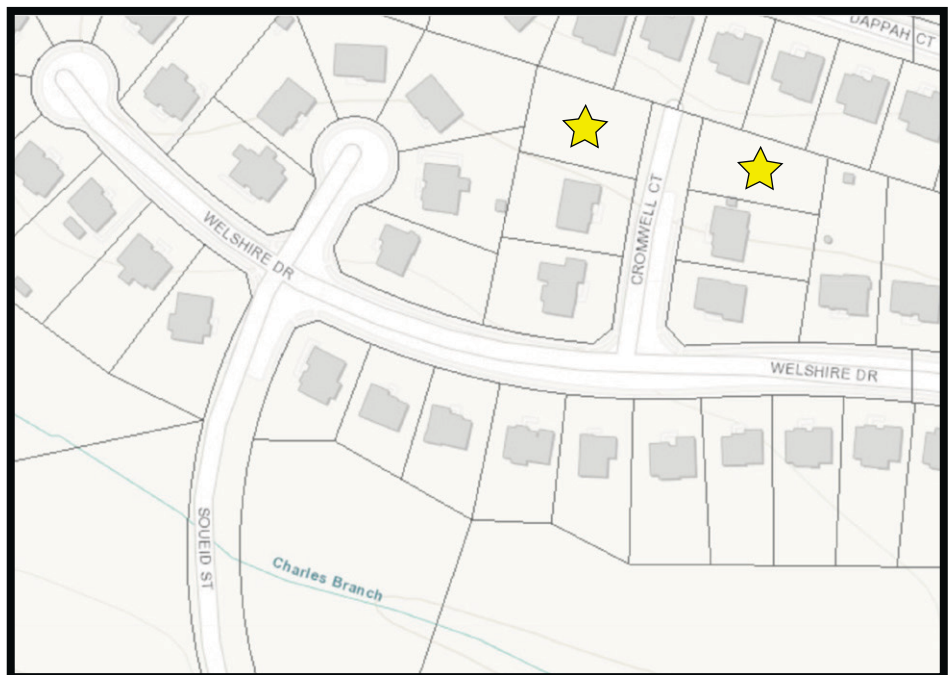 DAPPAH CT
WELSHIRE DR
CROMWELL CT
WELSHIRE DR
SOUEID ST
Charles Branch